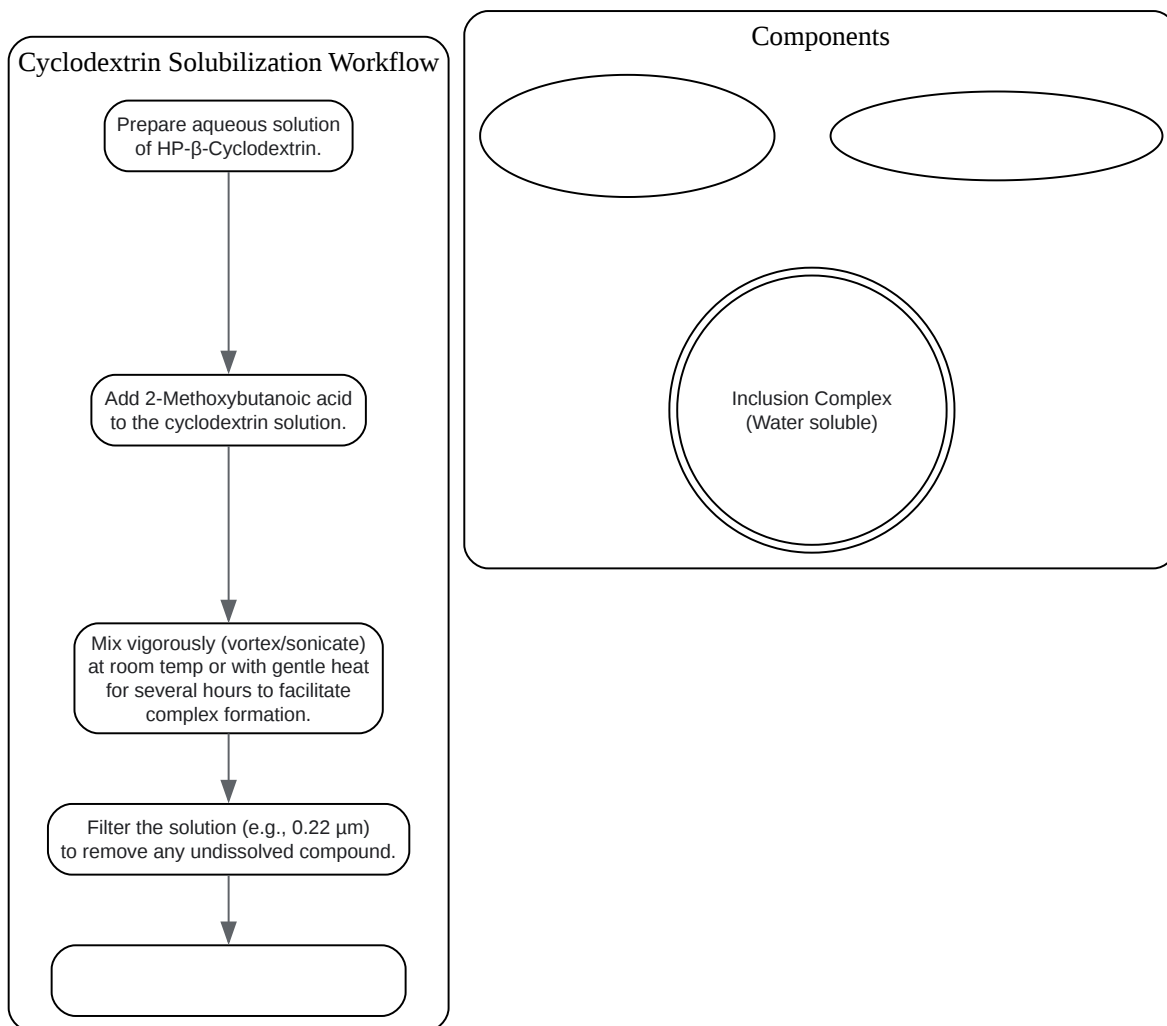 Cyclodextrin Solubilization Workflow
Prepare aqueous solution
of HP-β-Cyclodextrin.
Add 2-Methoxybutanoic acid
to the cyclodextrin solution.
Mix vigorously (vortex/sonicate)
at room temp or with gentle heat
for several hours to facilitate
complex formation.
Filter the solution (e.g., 0.22 µm)
to remove any undissolved compound.
Components
Inclusion Complex
(Water soluble)